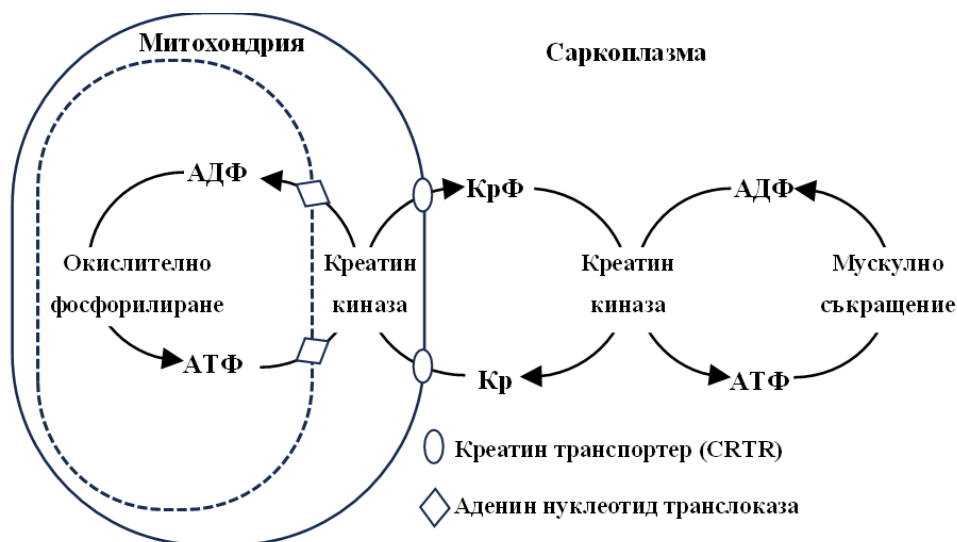 Митохондрия
Саркоплазма
АДФ
КрФ
АДФ
Окислително
фосфорилиране
Креатин
киназа
Креатин
киназа
Мускулно
съкращение
АТФ
Кр
АТФ
Креатин транспортер (CRTR)
Аденин нуклеотид транслоказа